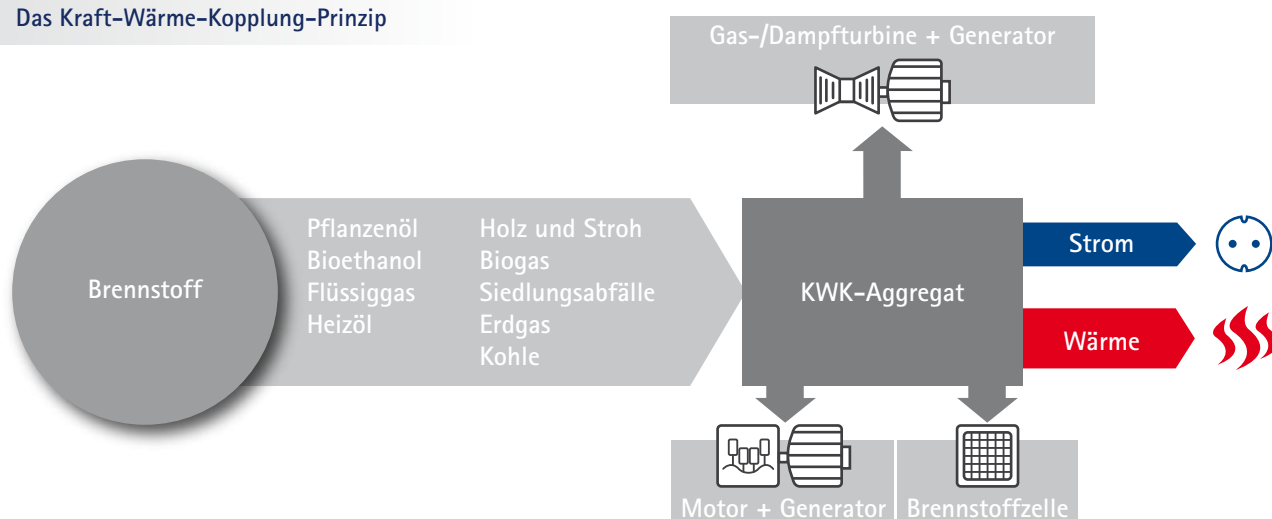 Das Kraft-Wärme-Kopplung-Prinzip
Gas-/Dampfturbine + Generator
Brennstoff
Pflanzenöl
Bioethanol
Flüssiggas
Heizöl
Holz und Stroh
Biogas
Siedlungsabfälle
Erdgas
Kohle
KWK-Aggregat
Strom
Wärme
Motor + Generator
Brennstoffzelle